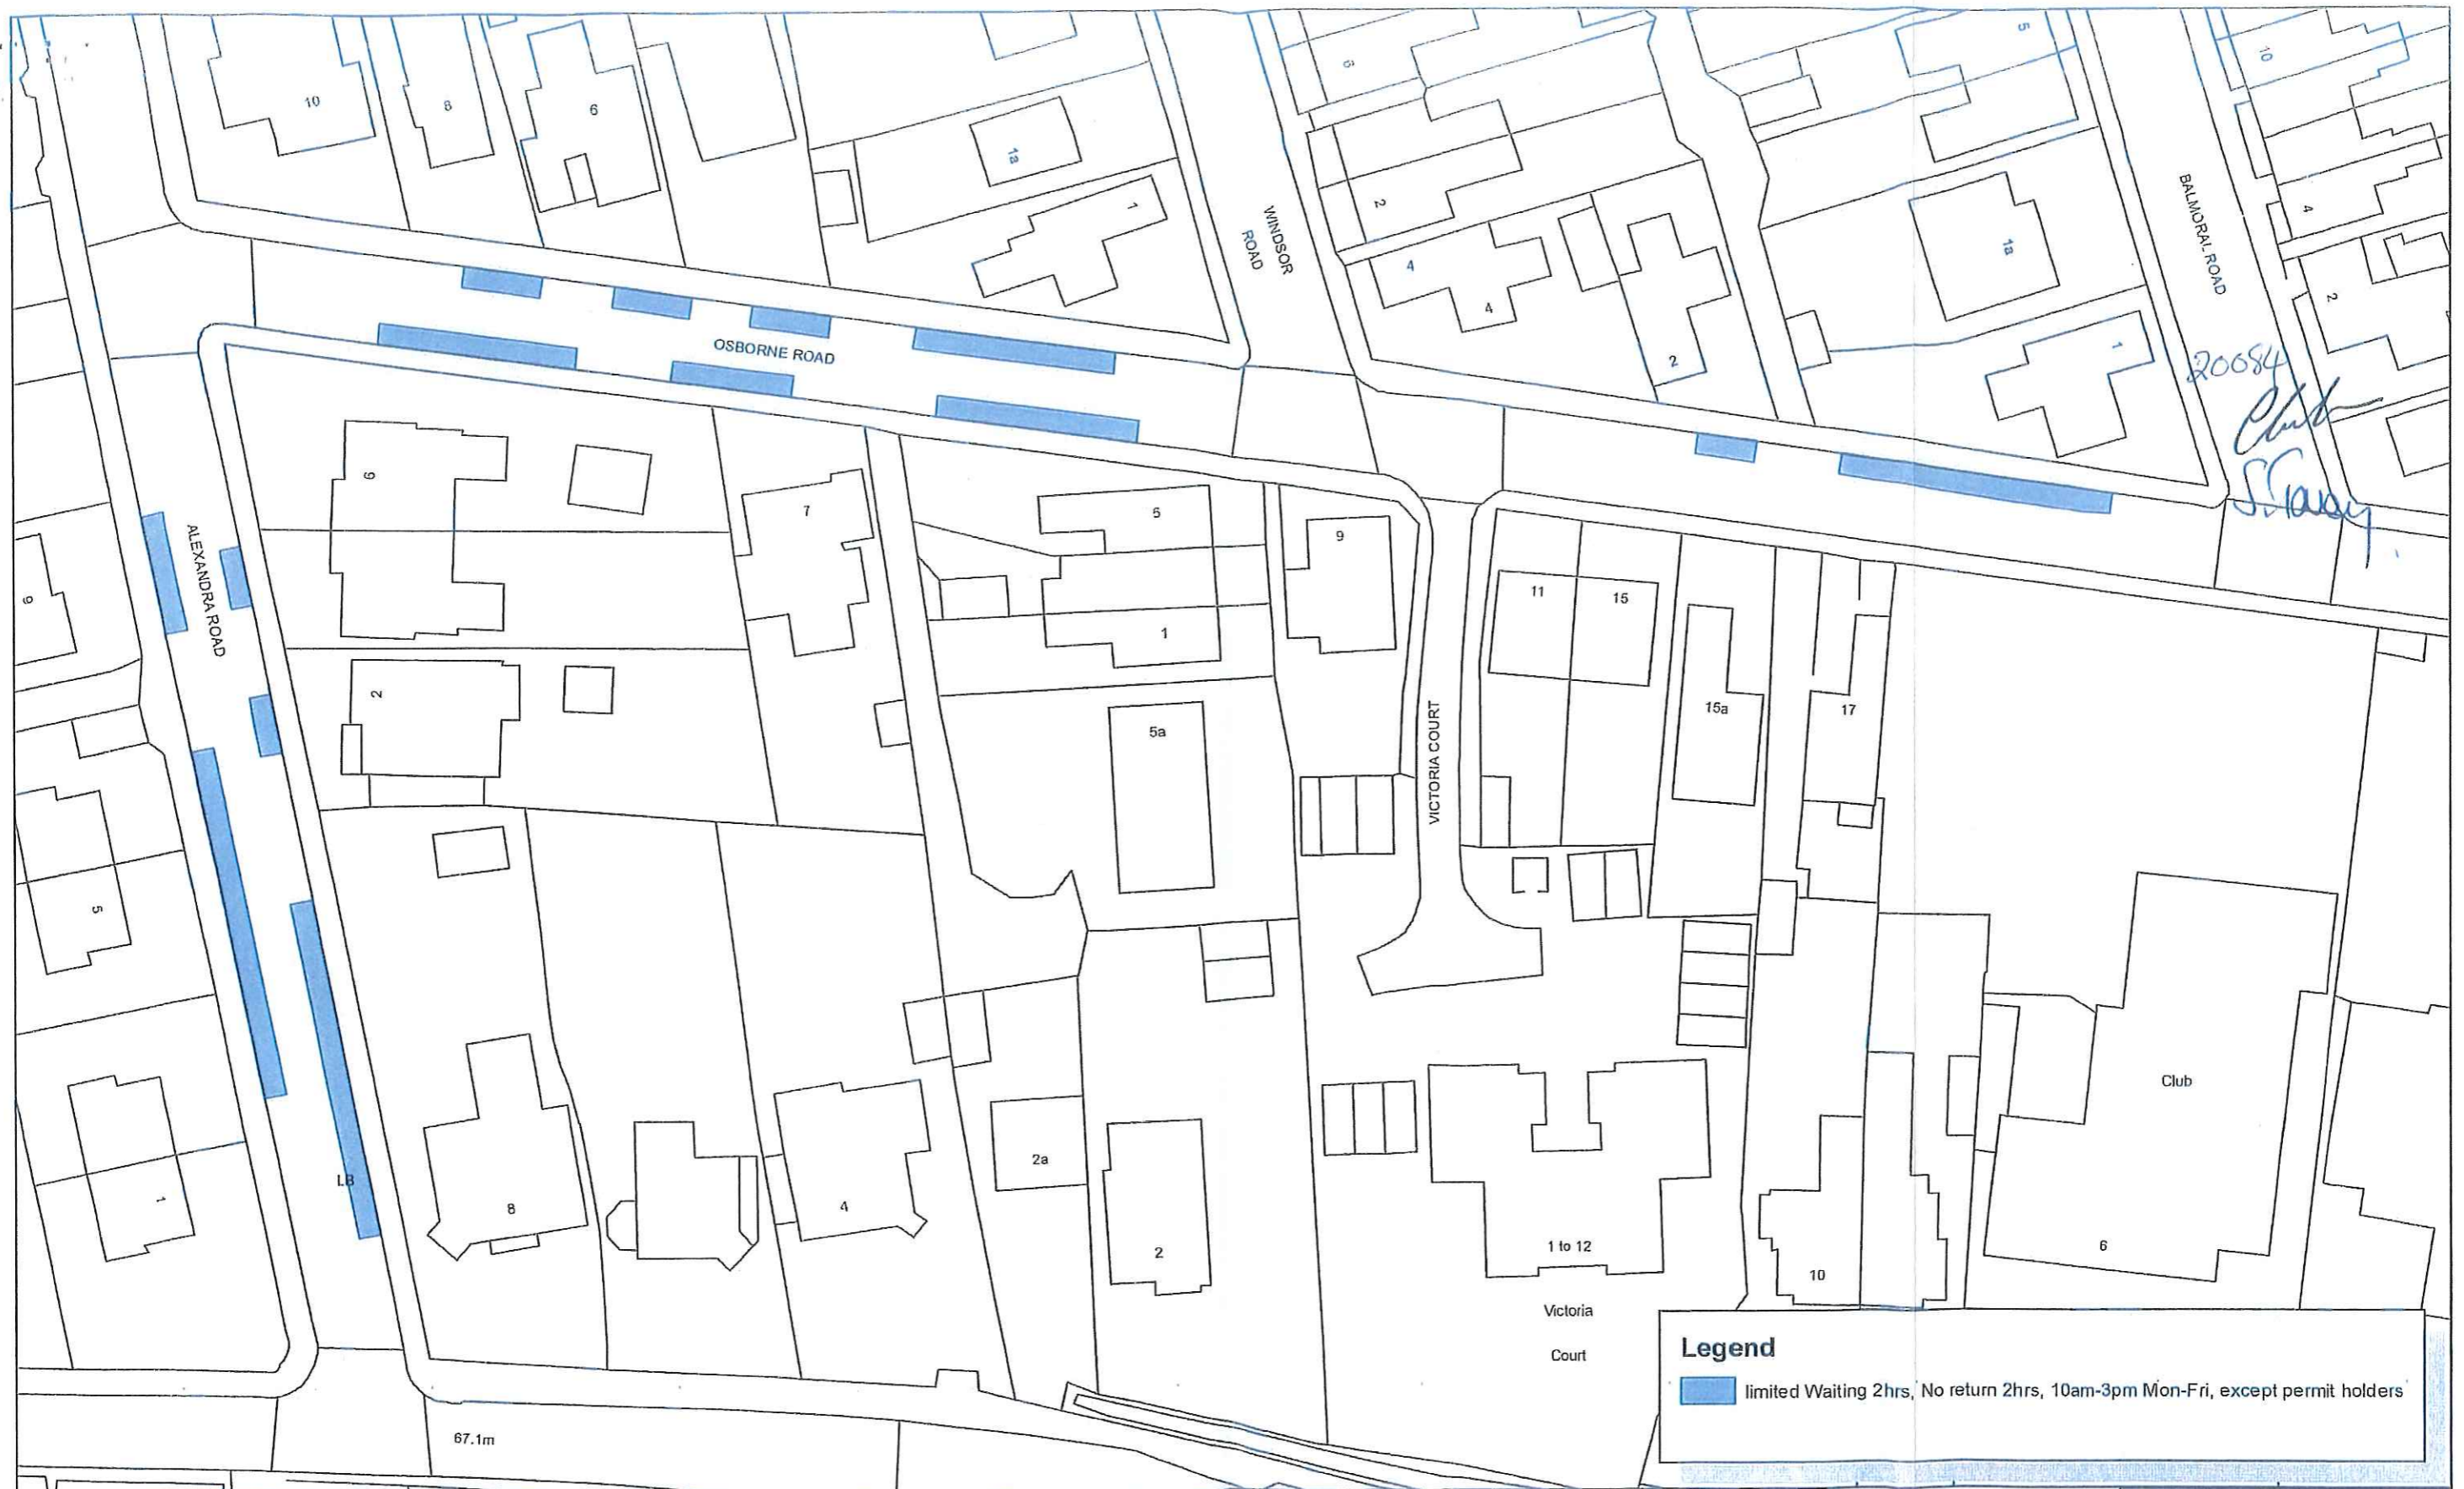 10
8
6
1a
1
WINDSOR
ROAD
2
4
4
2
5
1a
1
BALMORAL ROAD
10
4
2
20084
OSBORNE ROAD
ALEXANDRA ROAD
9
2
7
5
1
9
11
15
15a
17
5a
VICTORIA COURT
5
1
LB
8
4
2a
2
1 to 12
Victoria
Court
10
Club
6
67.1m
Legend
limited Waiting 2hrs, No return 2hrs, 10am-3pm Mon-Fri, except permit holders